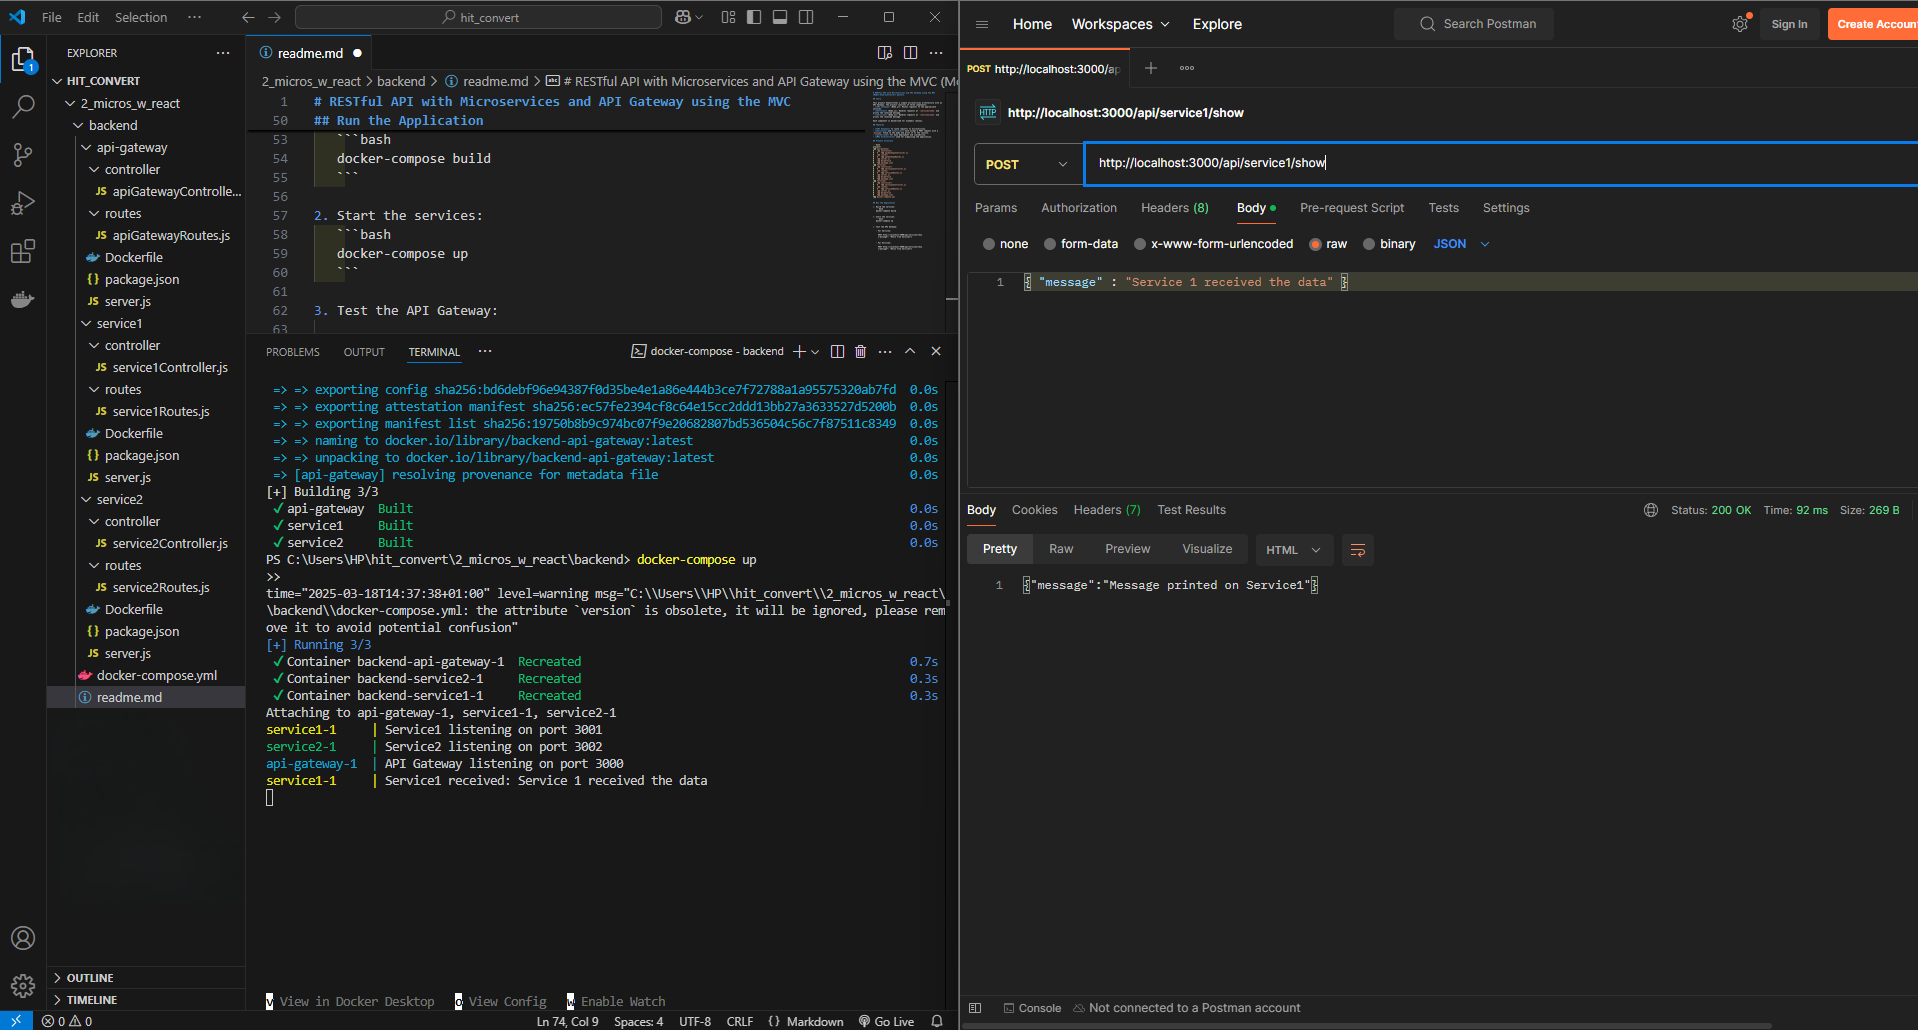 File Edit Selection ··· hit_convert
EXPLORER ···
HIT_CONVERT
2_micros_w_react
backend
api-gateway
controller
JS apiGatewayControlle...
routes
JS apiGatewayRoutes.js
Dockerfile
{} package.json
JS server.js
service1
controller
JS service1Controller.js
routes
JS service1Routes.js
Dockerfile
{} package.json
JS server.js
service2
controller
JS service2Controller.js
routes
JS service2Routes.js
Dockerfile
{} package.json
JS server.js
docker-compose.yml
readme.md
OUTLINE
TIMELINE
1
readme.md
2_micros_w_react > backend > readme.md > # RESTful API with Microservices and API Gateway using the MVC (Mo
1 # RESTful API with Microservices and API Gateway using the MVC
50 ## Run the Application
53 ```bash
54 docker-compose build
55 ```
56
57 2. Start the services:
58 ```bash
59 docker-compose up
60 ```
61
62 3. Test the API Gateway:
63
PROBLEMS OUTPUT TERMINAL ··· docker-compose - backend
=> => exporting config sha256:bd6debf96e94387f0d35be4e1a86e444b3ce7f72788a1a95575320ab7fd 0.0s
=> => exporting attestation manifest sha256:ec57fe2394cf8c64e15cc2ddd13bb27a3633527d5200b 0.0s
=> => exporting manifest list sha256:19750b8b9c974bc07f9e20682807bd536504c56c7f87511c8349 0.0s
=> => naming to docker.io/library/backend-api-gateway:latest 0.0s
=> => unpacking to docker.io/library/backend-api-gateway:latest 0.0s
=> [api-gateway] resolving provenance for metadata file 0.0s
[+] Building 3/3
✔ api-gateway Built 0.0s
✔ service1 Built 0.0s
✔ service2 Built 0.0s
PS C:\Users\HP\hit_convert\2_micros_w_react\backend> docker-compose up
>>
time="2025-03-18T14:37:38+01:00" level=warning msg="C:\\Users\\HP\\hit_convert\\2_micros_w_react\
\backend\\docker-compose.yml: the attribute `version` is obsolete, it will be ignored, please rem
ove it to avoid potential confusion"
[+] Running 3/3
✔ Container backend-api-gateway-1 Recreated 0.7s
✔ Container backend-service2-1 Recreated 0.3s
✔ Container backend-service1-1 Recreated 0.3s
Attaching to api-gateway-1, service1-1, service2-1
service1-1 | Service1 listening on port 3001
service2-1 | Service2 listening on port 3002
api-gateway-1 | API Gateway listening on port 3000
service1-1 | Service1 received: Service 1 received the data
v View in Docker Desktop o View Config w Enable Watch
0 0 Ln 74, Col 9 Spaces: 4 UTF-8 CRLF {} Markdown Go Live
Home Workspaces Explore Search Postman Sign In Create Accoun
POST http://localhost:3000/ap
HTTP http://localhost:3000/api/service1/show
POST http://localhost:3000/api/service1/show
Params Authorization Headers (8) Body Pre-request Script Tests Settings
none form-data x-www-form-urlencoded raw binary JSON
1 { "message" : "Service 1 received the data" }
Body Cookies Headers (7) Test Results Status: 200 OK Time: 92 ms Size: 269 B
Pretty Raw Preview Visualize HTML
1 {"message":"Message printed on Service1"}
Console Not connected to a Postman account